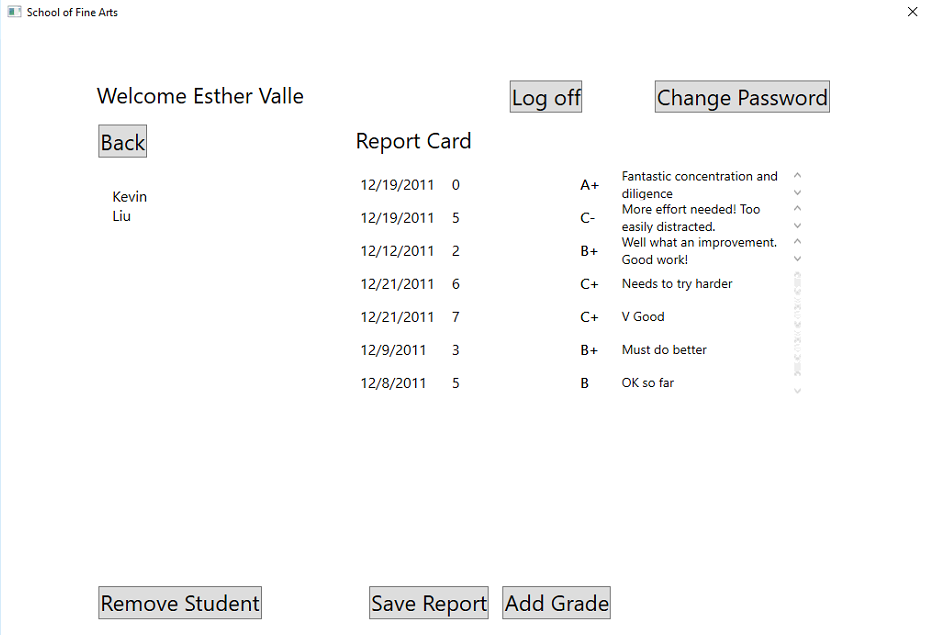 School of Fine Arts
Welcome Esther Valle
Log off
Change Password
Back
Report Card
Kevin
Liu
12/19/2011 0 A+ Fantastic concentration and
diligence
12/19/2011 5 C- More effort needed! Too
easily distracted.
12/12/2011 2 B+ Well what an improvement.
Good work!
12/21/2011 6 C+ Needs to try harder
12/21/2011 7 C+ V Good
12/9/2011 3 B+ Must do better
12/8/2011 5 B OK so far
Remove Student
Save Report
Add Grade